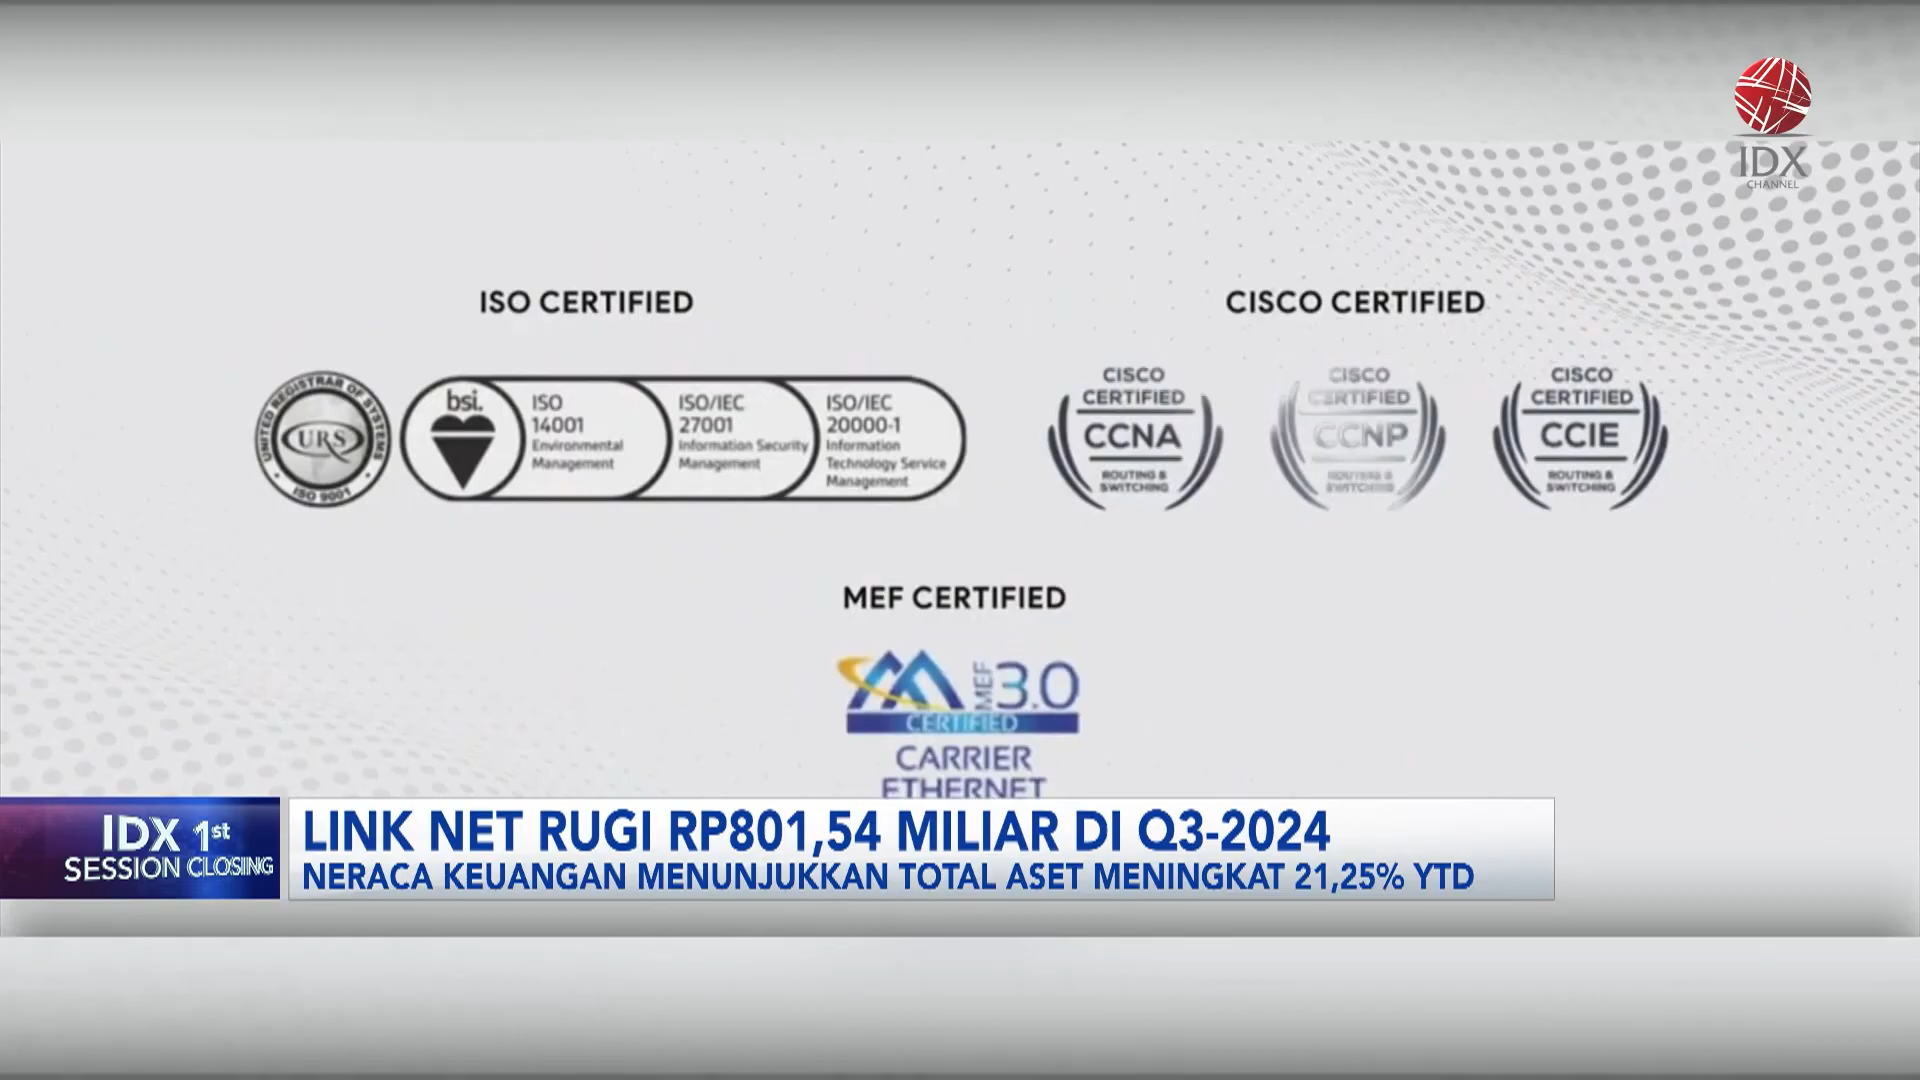 IDX
CHANNEL
ISO CERTIFIED
CISCO CERTIFIED
UNITED REGISTRAR OF SYSTEMS
URS
ISO 9001
bsi.
ISO
14001
Environmental
Management
ISO/IEC
27001
Information Security
Management
ISO/IEC
20000-1
Information
Technology Service
Management
CISCO
CERTIFIED
CCNA
ROUTING &
SWITCHING
CISCO
CERTIFIED
CCNP
ROUTING &
SWITCHING
CISCO
CERTIFIED
CCIE
ROUTING &
SWITCHING
MEF CERTIFIED
MEF 3.0
CERTIFIED
CARRIER
ETHERNET
IDX 1st
SESSION CLOSING
LINK NET RUGI RP801,54 MILIAR DI Q3-2024
NERACA KEUANGAN MENUNJUKKAN TOTAL ASET MENINGKAT 21,25% YTD